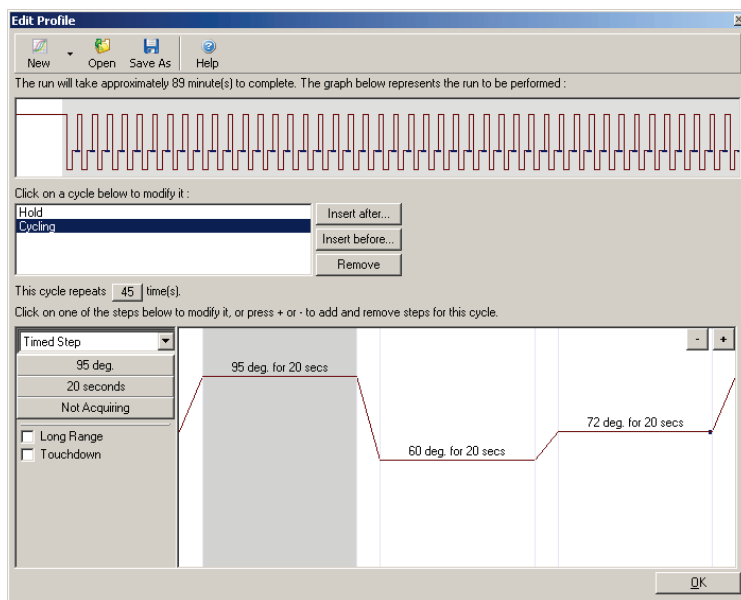 Edit Profile
New Open Save As Help
The run will take approximately 89 minute(s) to complete. The graph below represents the run to be performed :
Click on a cycle below to modify it :
Hold
Cycling
Insert after...
Insert before...
Remove
This cycle repeats 45 time(s).
Click on one of the steps below to modify it, or press + or - to add and remove steps for this cycle.
Timed Step
95 deg.
20 seconds
Not Acquiring
Long Range
Touchdown
- +
95 deg. for 20 secs
72 deg. for 20 secs
60 deg. for 20 secs
OK